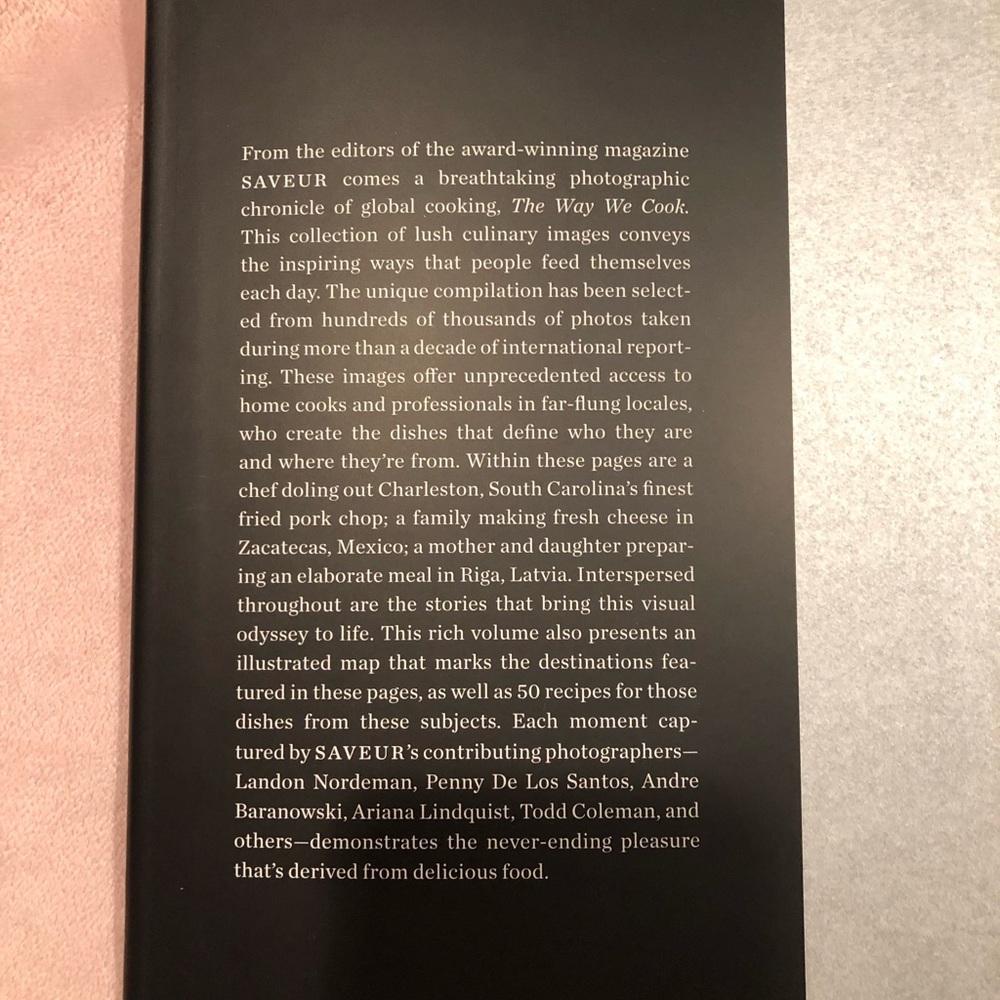 From the editors of the award-winning magazine
SAVEUR comes a breathtaking photographic
chronicle of global cooking, The Way We Cook.
This collection of lush culinary images conveys
the inspiring ways that people feed themselves
each day. The unique compilation has been select-
ed from hundreds of thousands of photos taken
during more than a decade of international report-
ing. These images offer unprecedented access to
home cooks and professionals in far-flung locales,
who create the dishes that define who they are
and where they’re from. Within these pages are a
chef doling out Charleston, South Carolina’s finest
fried pork chop; a family making fresh cheese in
Zacatecas, Mexico; a mother and daughter prepar-
ing an elaborate meal in Riga, Latvia. Interspersed
throughout are the stories that bring this visual
odyssey to life. This rich volume also presents an
illustrated map that marks the destinations fea-
tured in these pages, as well as 50 recipes for those
dishes from these subjects. Each moment cap-
tured by SAVEUR’s contributing photographers—
Landon Nordeman, Penny De Los Santos, Andre
Baranowski, Ariana Lindquist, Todd Coleman, and
others—demonstrates the never-ending pleasure
that’s derived from delicious food.